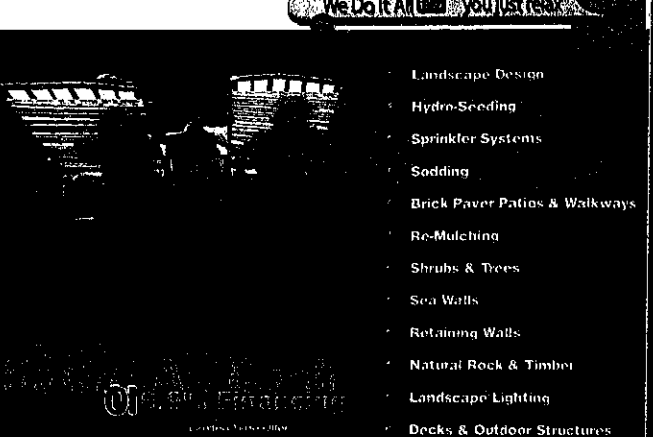 We Do It All you just relax
Landscape Design
Hydro-Seeding
Sprinkler Systems
Sodding
Brick Paver Patios & Walkways
Re-Mulching
Shrubs & Trees
Sea Walls
Retaining Walls
Natural Rock & Timber
Landscape Lighting
Decks & Outdoor Structures
Financing